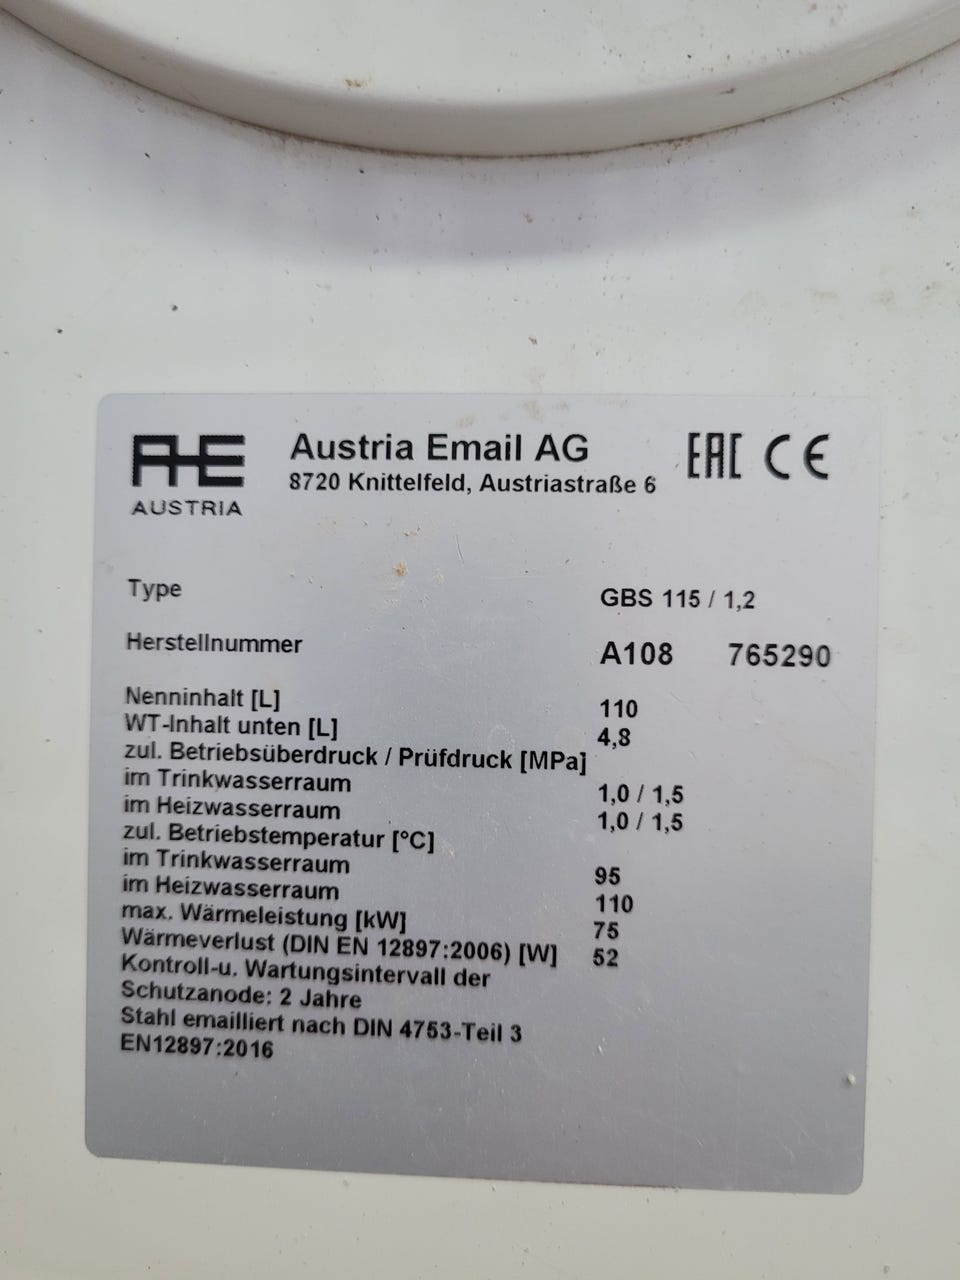 AHE
AUSTRIA
Austria Email AG
8720 Knittelfeld, Austriastraße 6
EAC CE
Type GBS 115 / 1,2
Herstellnummer A108 765290
Nenninhalt [L] 110
WT-Inhalt unten [L] 4,8
zul. Betriebsüberdruck / Prüfdruck [MPa]
im Trinkwasserraum 1,0 / 1,5
im Heizwasserraum 1,0 / 1,5
zul. Betriebstemperatur [°C]
im Trinkwasserraum 95
im Heizwasserraum 110
max. Wärmeleistung [kW] 75
Wärmeverlust (DIN EN 12897:2006) [W] 52
Kontroll-u. Wartungsintervall der
Schutzanode: 2 Jahre
Stahl emailliert nach DIN 4753-Teil 3
EN12897:2016